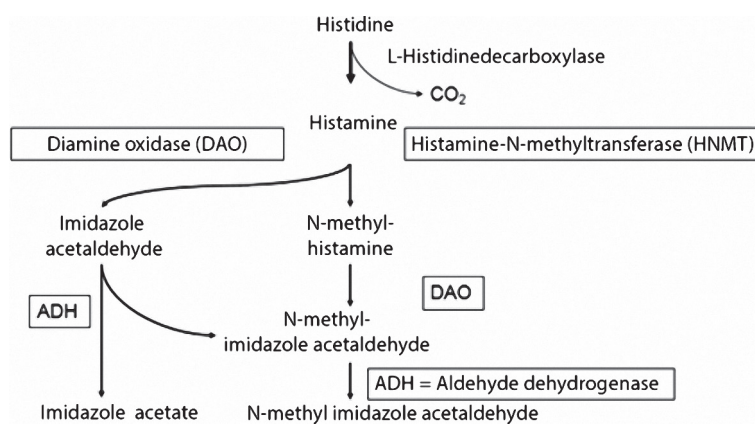 Histidine
L-Histidinedecarboxylase
CO₂
Histamine
Diamine oxidase (DAO)
Histamine-N-methyltransferase (HNMT)
Imidazole
acetaldehyde
N-methyl-
histamine
ADH
DAO
N-methyl-
imidazole acetaldehyde
ADH = Aldehyde dehydrogenase
Imidazole acetate
N-methyl imidazole acetaldehyde